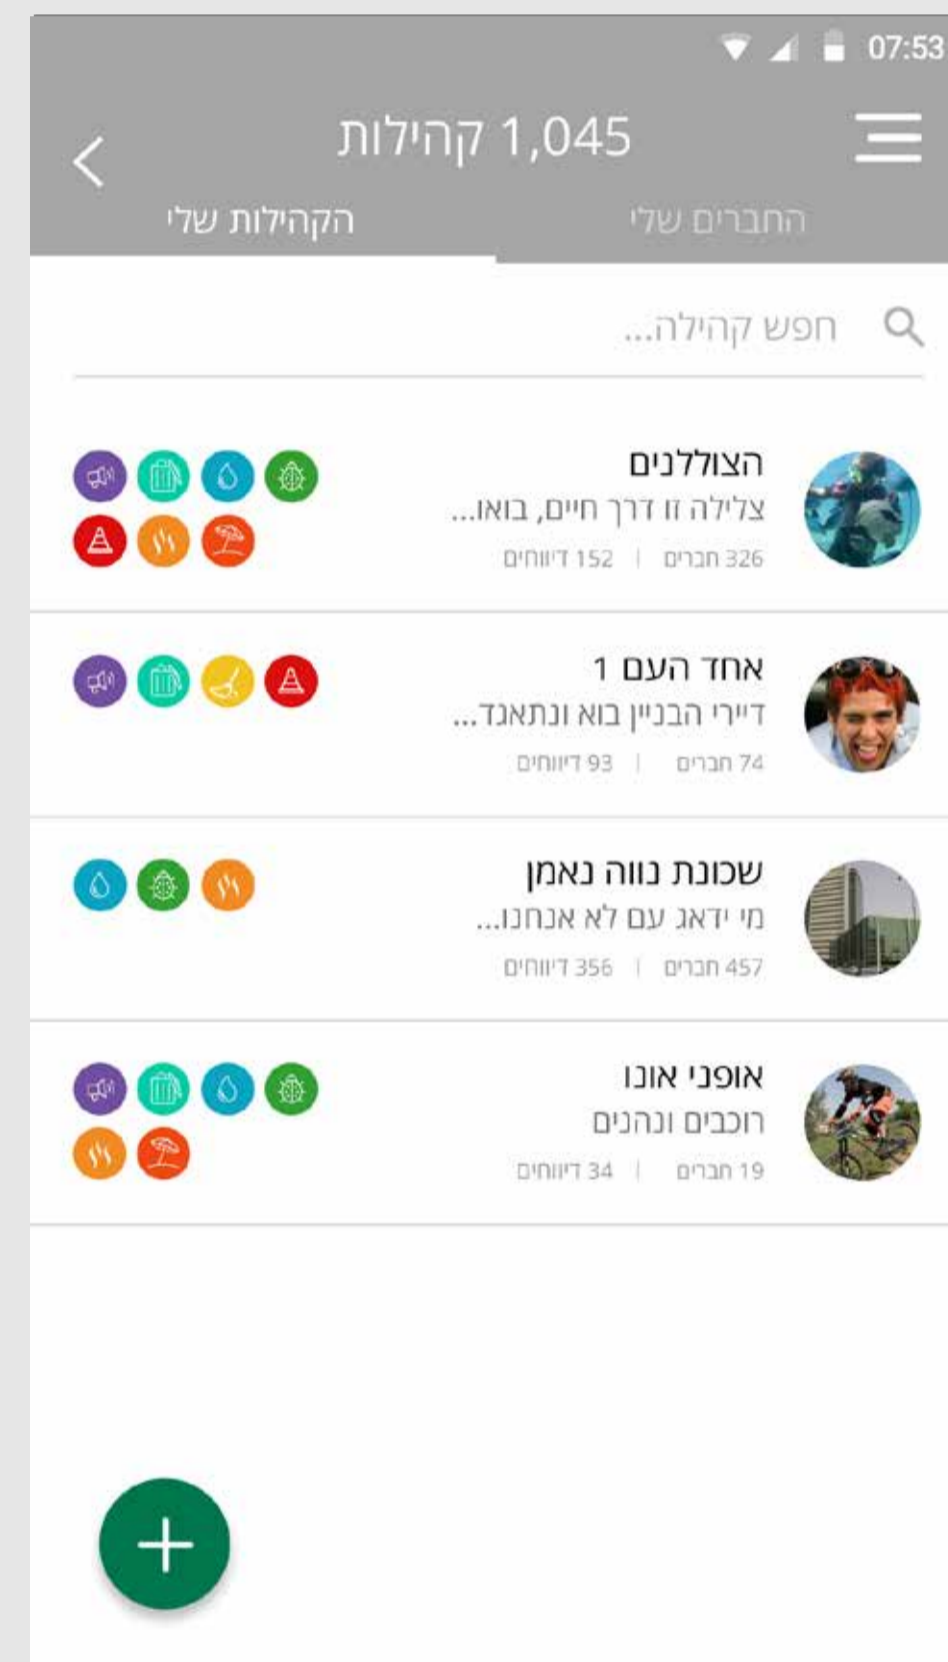 07:53
1,045 קהילות
החברים שלי
הקהילות שלי
חפש קהילה...
הצוללנים
צלילה זו דרך חיים, בואו...
326 חברים | 152 דיווחים
אחד העם 1
דיירי הבניין בוא ונתאגד...
74 חברים | 93 דיווחים
שכונת נווה נאמן
מי ידאג עם לא אנחנו...
457 חברים | 356 דיווחים
אופני אונו
רוכבים ונהנים
19 חברים | 34 דיווחים